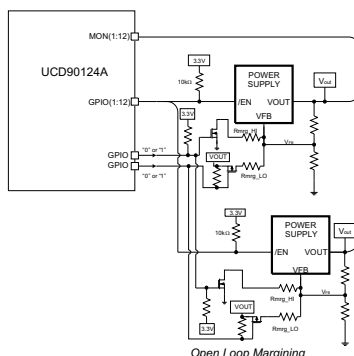 MON(1:12)
3.3V
UCD90124A
10kΩ
POWER
SUPPLY
Vout
GPIO(1:12)
/EN
VOUT
3.3V
VFB
Rmrg_HI
GPIO
"0" or "1"
VFB
VOUT
GPIO
Rmrg_LO
"0" or "1"
3.3V
POWER
SUPPLY
Vout
10kΩ
/EN
VOUT
VFB
Rmrg_HI
VFB
VOUT
3.3V
Rmrg_LO
Open Loop Margining